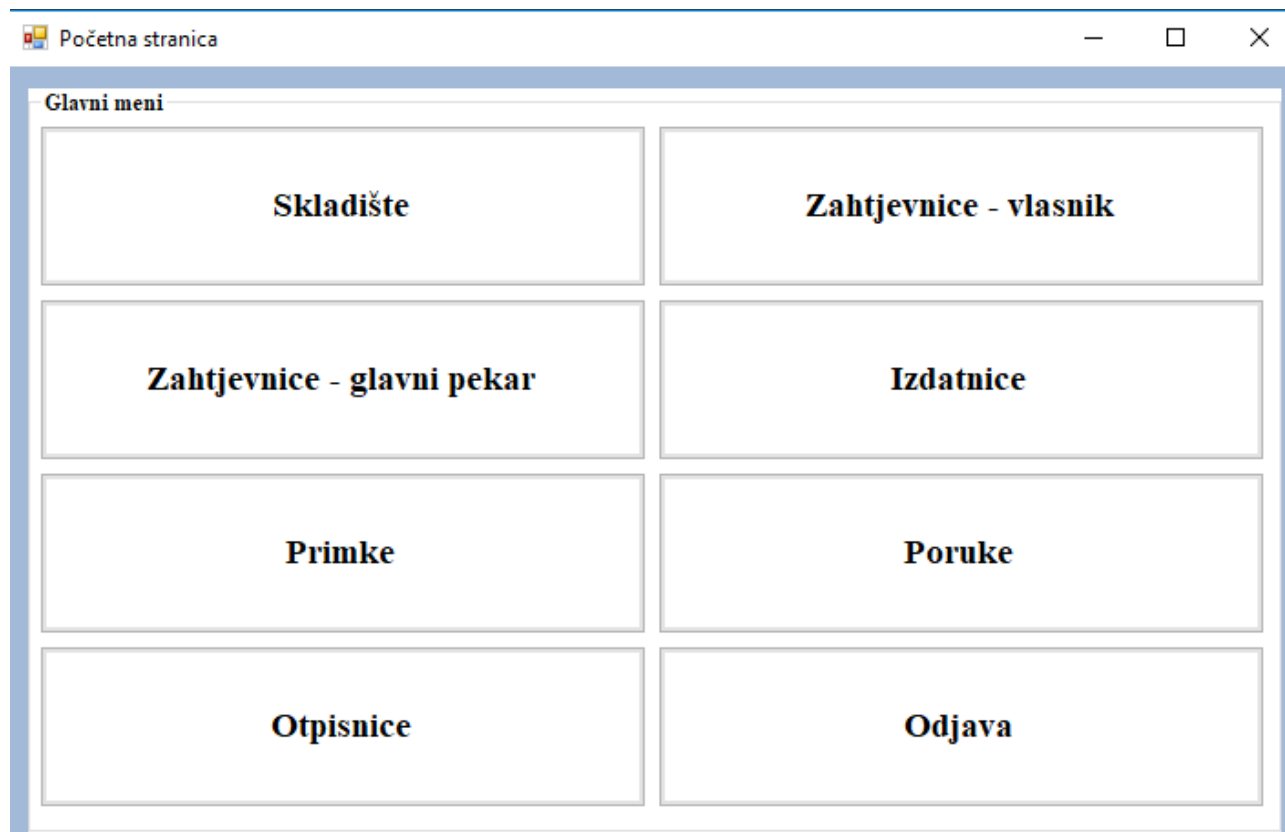 Početna stranica
Glavni meni
Skladište
Zahtjevnice - vlasnik
Zahtjevnice - glavni pekar
Izdatnice
Primke
Poruke
Otpisnice
Odjava